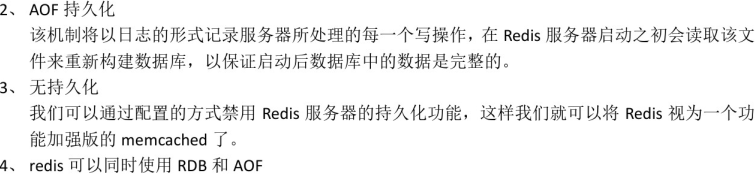 2、 AOF 持久化
该机制将以日志的形式记录服务器所处理的每一个写操作，在 Redis 服务器启动之初会读取该文
件来重新构建数据库，以保证启动后数据库中的数据是完整的。
3、 无持久化
我们可以通过配置的方式禁用 Redis 服务器的持久化功能，这样我们就可以将 Redis 视为一个功
能加强版的 memcached 了。
4、 redis 可以同时使用 RDB 和 AOF